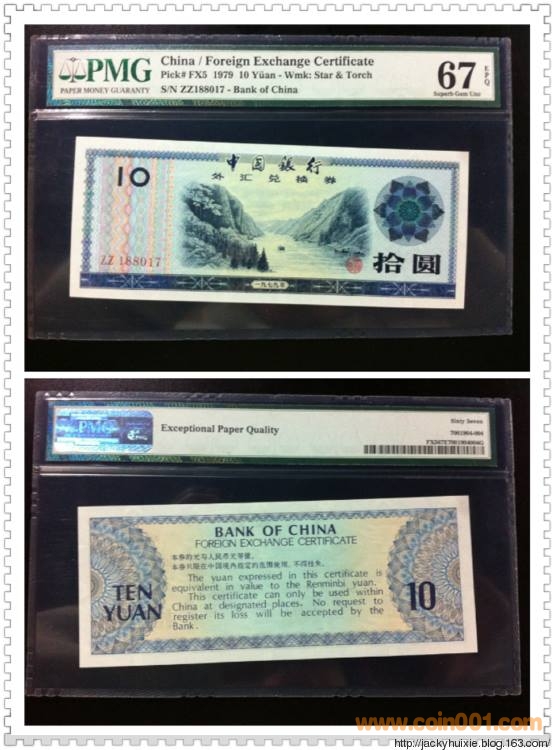 PMG
PAPER MONEY GUARANTY
China / Foreign Exchange Certificate
Pick# FX5 1979 10 Yüan - Wmk: Star & Torch
S/N ZZ188017 - Bank of China
67 EPQ
Superb Gem Unc
中国银行
外汇兑换券
10
ZZ 188017
拾圆
一九七九年
PMG
Exceptional Paper Quality
Sixty Seven
7001904-004
BANK OF CHINA
FOREIGN EXCHANGE CERTIFICATE
本券的元与人民币元等值。
本券只限在中国境内指定的范围使用,不得挂失。
The yuan expressed in this certificate is
equivalent in value to the Renminbi yuan.
This certificate can only be used within
China at designated places. No request to
register its loss will be accepted by the
Bank.
TEN
YUAN
10
www.coin001.com
http://jackyhuixie.blog.163.com/